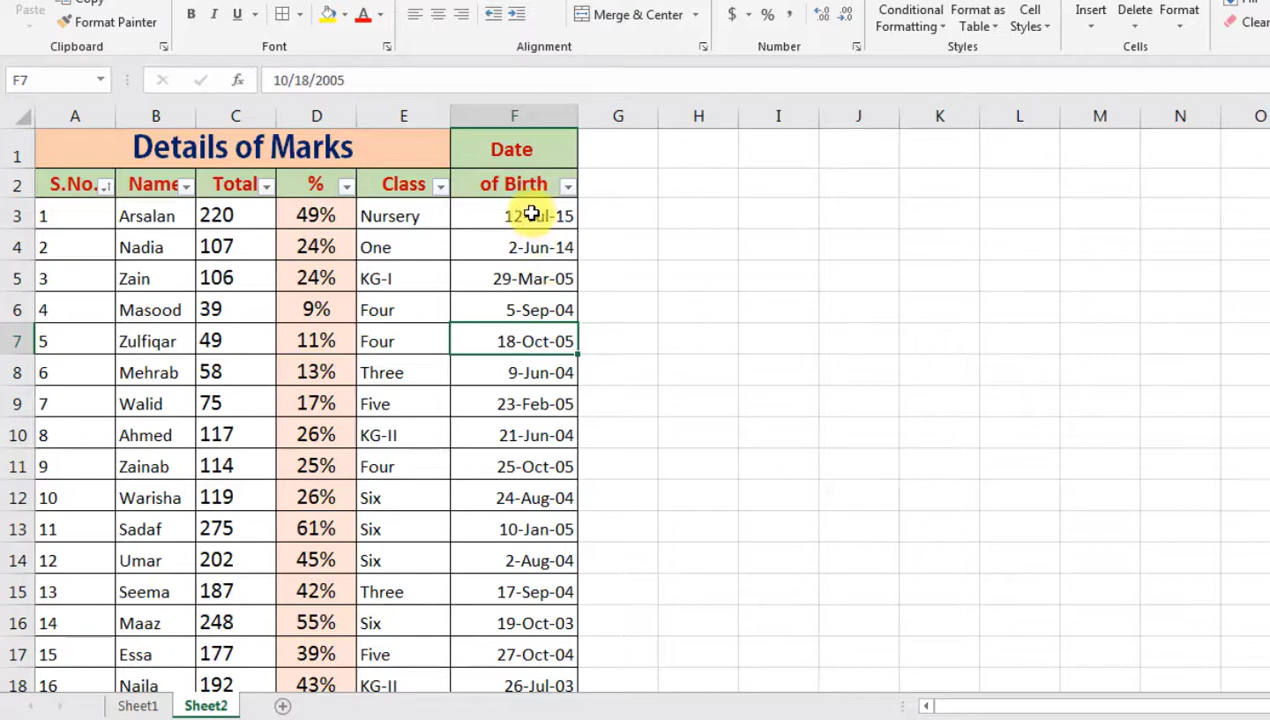 Paste
Copy
Format Painter
Clipboard
B I U
A
Font
Alignment
Merge & Center
$ % ,
Number
Conditional Formatting
Format as Table
Cell Styles
Styles
Insert
Delete
Format
Cells
Fill
Clear
F7
fx
10/18/2005
A B C D E F G H I J K L M N O
1 Details of Marks Date
2 S.No. Name Total % Class of Birth
3 1 Arsalan 220 49% Nursery 12-Jul-15
4 2 Nadia 107 24% One 2-Jun-14
5 3 Zain 106 24% KG-I 29-Mar-05
6 4 Masood 39 9% Four 5-Sep-04
7 5 Zulfiqar 49 11% Four 18-Oct-05
8 6 Mehrab 58 13% Three 9-Jun-04
9 7 Walid 75 17% Five 23-Feb-05
10 8 Ahmed 117 26% KG-II 21-Jun-04
11 9 Zainab 114 25% Four 25-Oct-05
12 10 Warisha 119 26% Six 24-Aug-04
13 11 Sadaf 275 61% Six 10-Jan-05
14 12 Umar 202 45% Six 2-Aug-04
15 13 Seema 187 42% Three 17-Sep-04
16 14 Maaz 248 55% Six 19-Oct-03
17 15 Essa 177 39% Five 27-Oct-04
18 16 Naila 192 43% KG-II 26-Jul-03
Sheet1 Sheet2